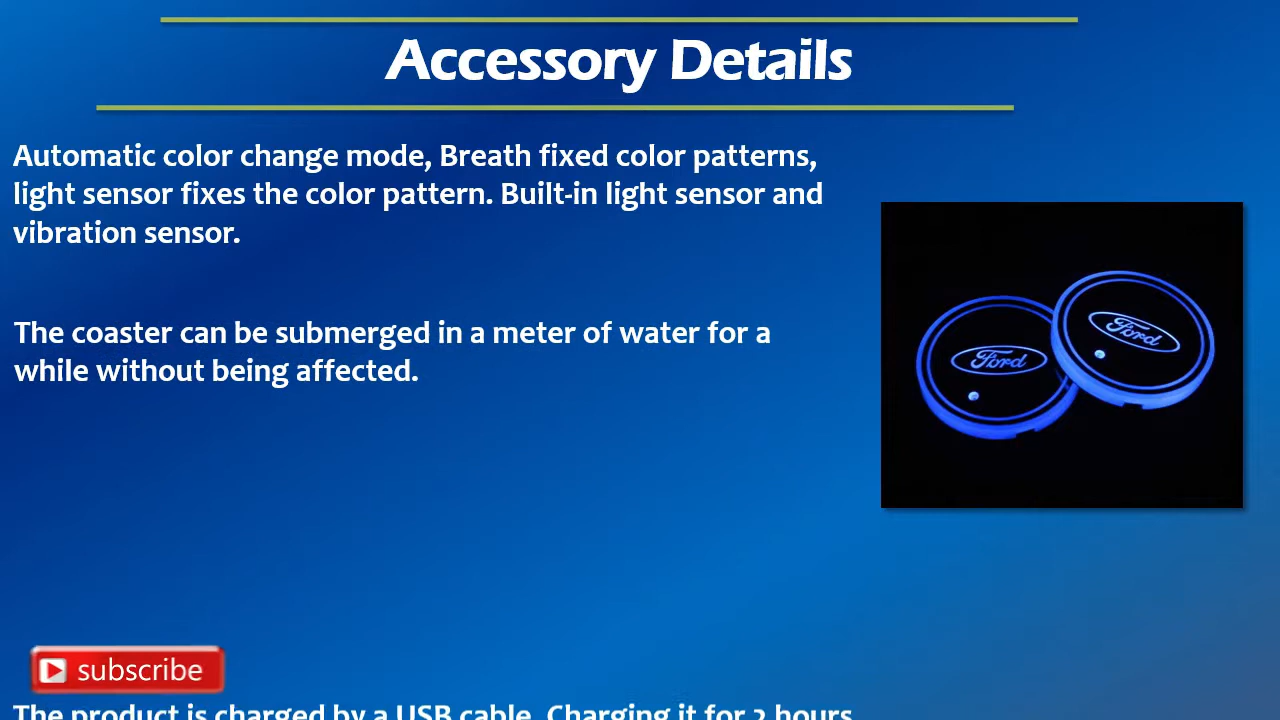 Accessory Details
Automatic color change mode, Breath fixed color patterns,
light sensor fixes the color pattern. Built-in light sensor and
vibration sensor.
The coaster can be submerged in a meter of water for a
while without being affected.
Ford
Ford
subscribe
The product is charged by a USB cable. Charging it for 2 hours